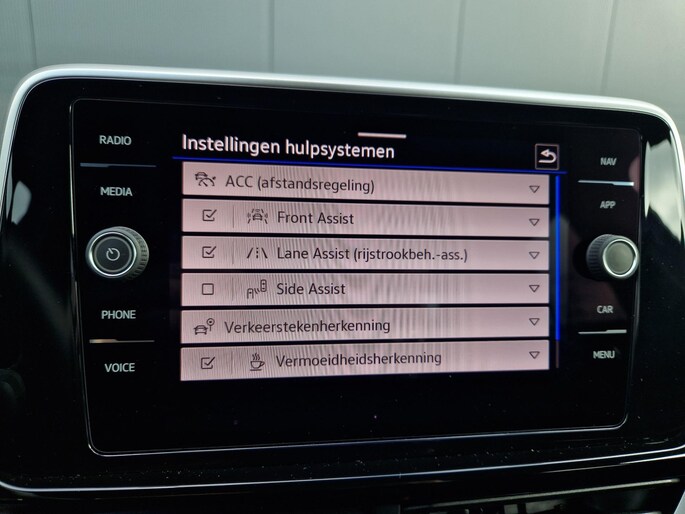 RADIO
MEDIA
PHONE
VOICE
Instellingen hulpsystemen
ACC (afstandsregeling)
Front Assist
Lane Assist (rijstrookbeh.-ass.)
Side Assist
Verkeerstekenherkenning
Vermoeidheidsherkenning
NAV
APP
CAR
MENU